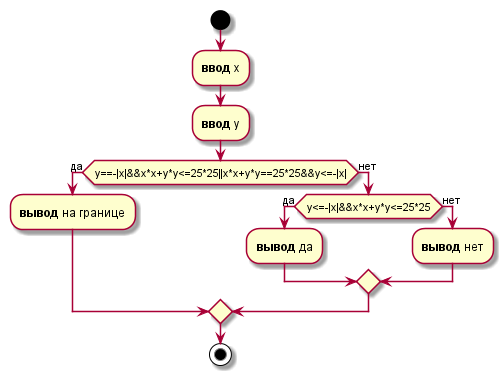 ввод x
ввод y
да
y==-|x|&&x*x+y*y<=25*25||x*x+y*y==25*25&&y<=-|x|
нет
вывод на границе
да
y<=-|x|&&x*x+y*y<=25*25
нет
вывод да
вывод нет